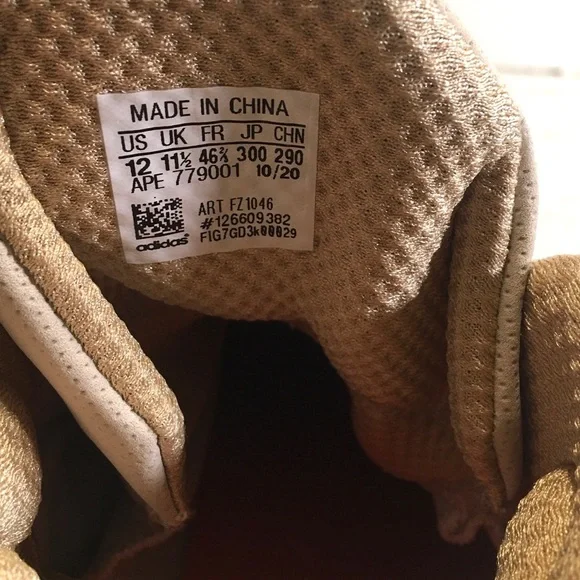 MADE IN CHINA
US UK FR JP CHN
12 11½ 46⅔ 300 290
APE 779001 10/20
ART FZ1046
#126609382
adidas FIG7GD3k00029